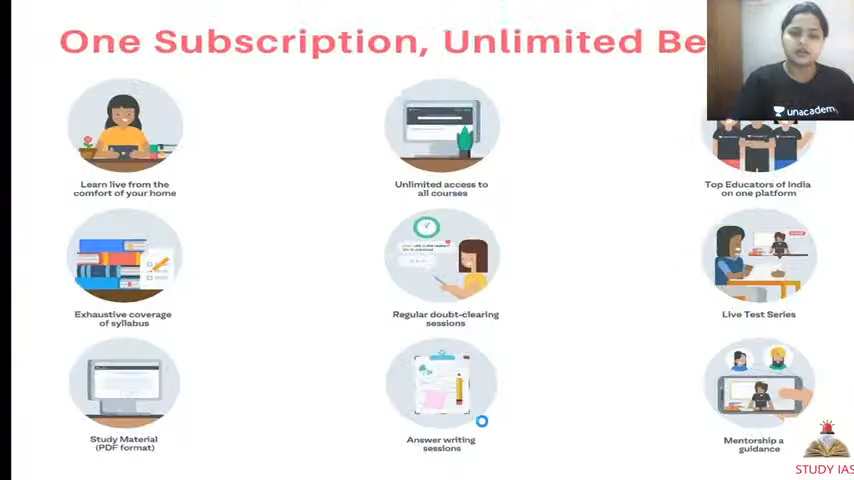 One Subscription, Unlimited Be
unacadem
Learn live from the
comfort of your home
Unlimited access to
all courses
Top Educators of India
on one platform
Exhaustive coverage
of syllabus
Regular doubt-clearing
sessions
Live Test Series
Study Material
(PDF format)
Answer writing
sessions
Mentorship a
guidance
STUDY IAS